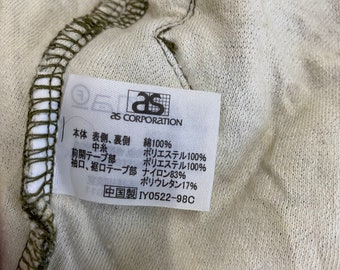 as
as CORPORATION
本体 表側、裏側 綿100%
中糸 ポリエステル100%
前開テープ部 ポリエステル100%
袖口、裾口テープ部 ナイロン83%
ポリウレタン17%
中国製 IY0522-98C